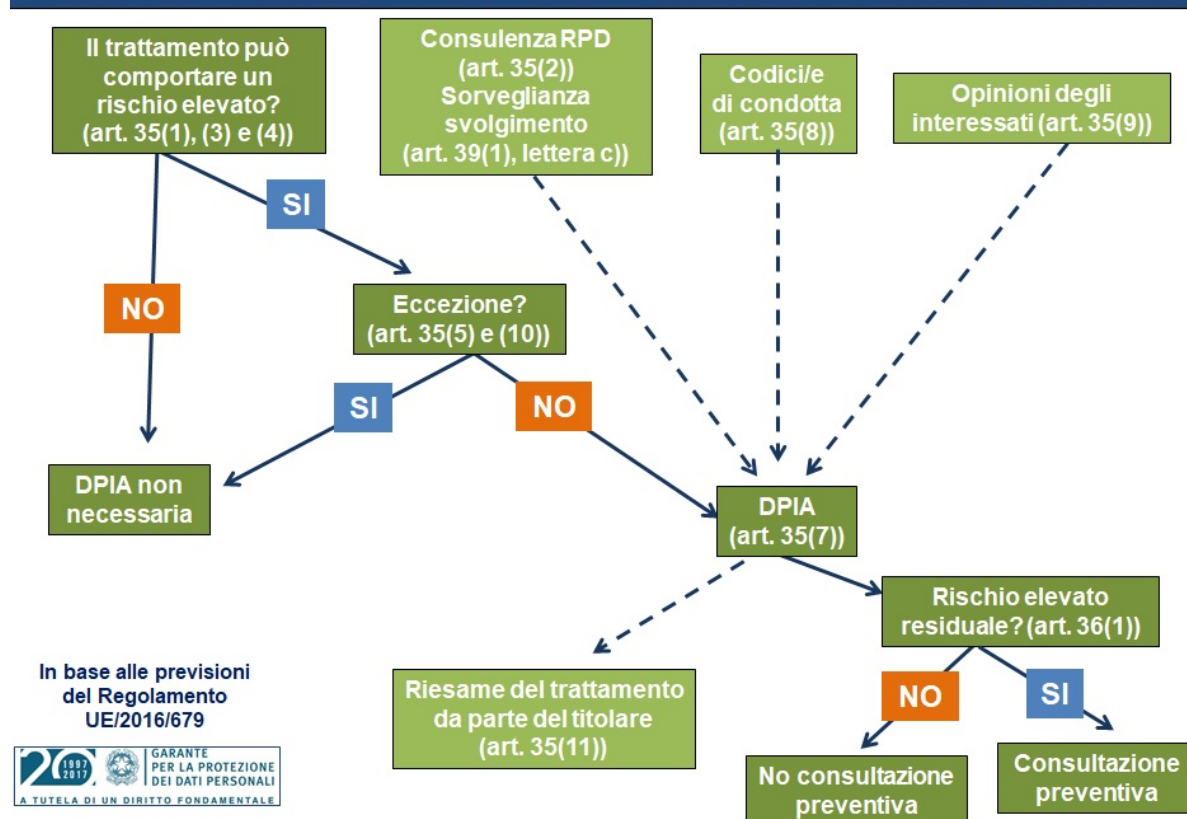 Il trattamento può
comportare un
rischio elevato?
(art. 35(1), (3) e (4))
Consulenza RPD
(art. 35(2))
Sorveglianza
svolgimento
(art. 39(1), lettera c))
Codici/e
di condotta
(art. 35(8))
Opinioni degli
interessati (art. 35(9))
SI
NO
Eccezione?
(art. 35(5) e (10))
SI
NO
DPIA non
necessaria
DPIA
(art. 35(7))
Rischio elevato
residuale? (art. 36(1))
In base alle previsioni
del Regolamento
UE/2016/679
Riesame del trattamento
da parte del titolare
(art. 35(11))
NO
SI
No consultazione
preventiva
Consultazione
preventiva
20 1997
2017
GARANTE
PER LA PROTEZIONE
DEI DATI PERSONALI
A TUTELA DI UN DIRITTO FONDAMENTALE